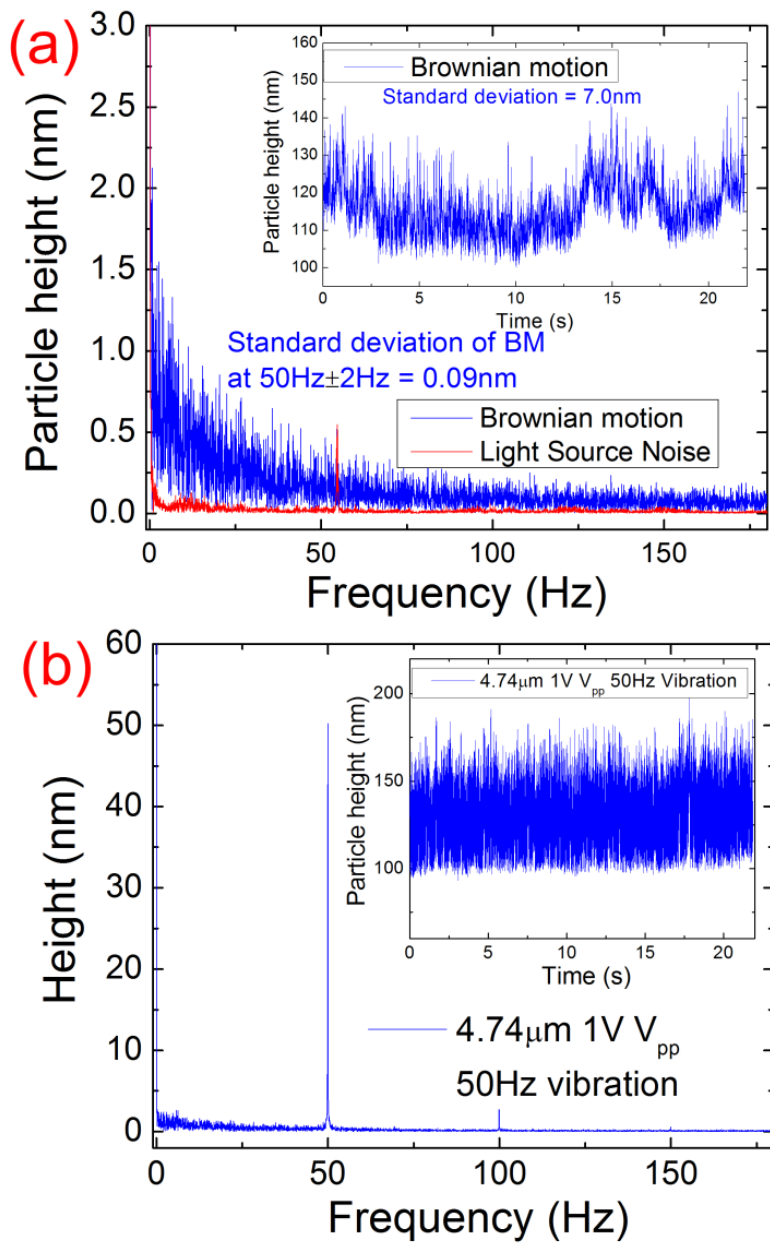 (a)
3.0
2.5
2.0
1.5
1.0
0.5
0.0
Particle height (nm)
0
50
100
150
Frequency (Hz)
160
150
140
130
120
110
100
Particle height (nm)
Brownian motion
Standard deviation = 7.0nm
0
5
10
15
20
Time (s)
Standard deviation of BM
at 50Hz±2Hz = 0.09nm
Brownian motion
Light Source Noise
(b)
60
50
40
30
20
10
0
Height (nm)
0
50
100
150
Frequency (Hz)
200
150
100
Particle height (nm)
4.74μm 1V Vpp 50Hz Vibration
0
5
10
15
20
Time (s)
4.74μm 1V Vpp
50Hz vibration